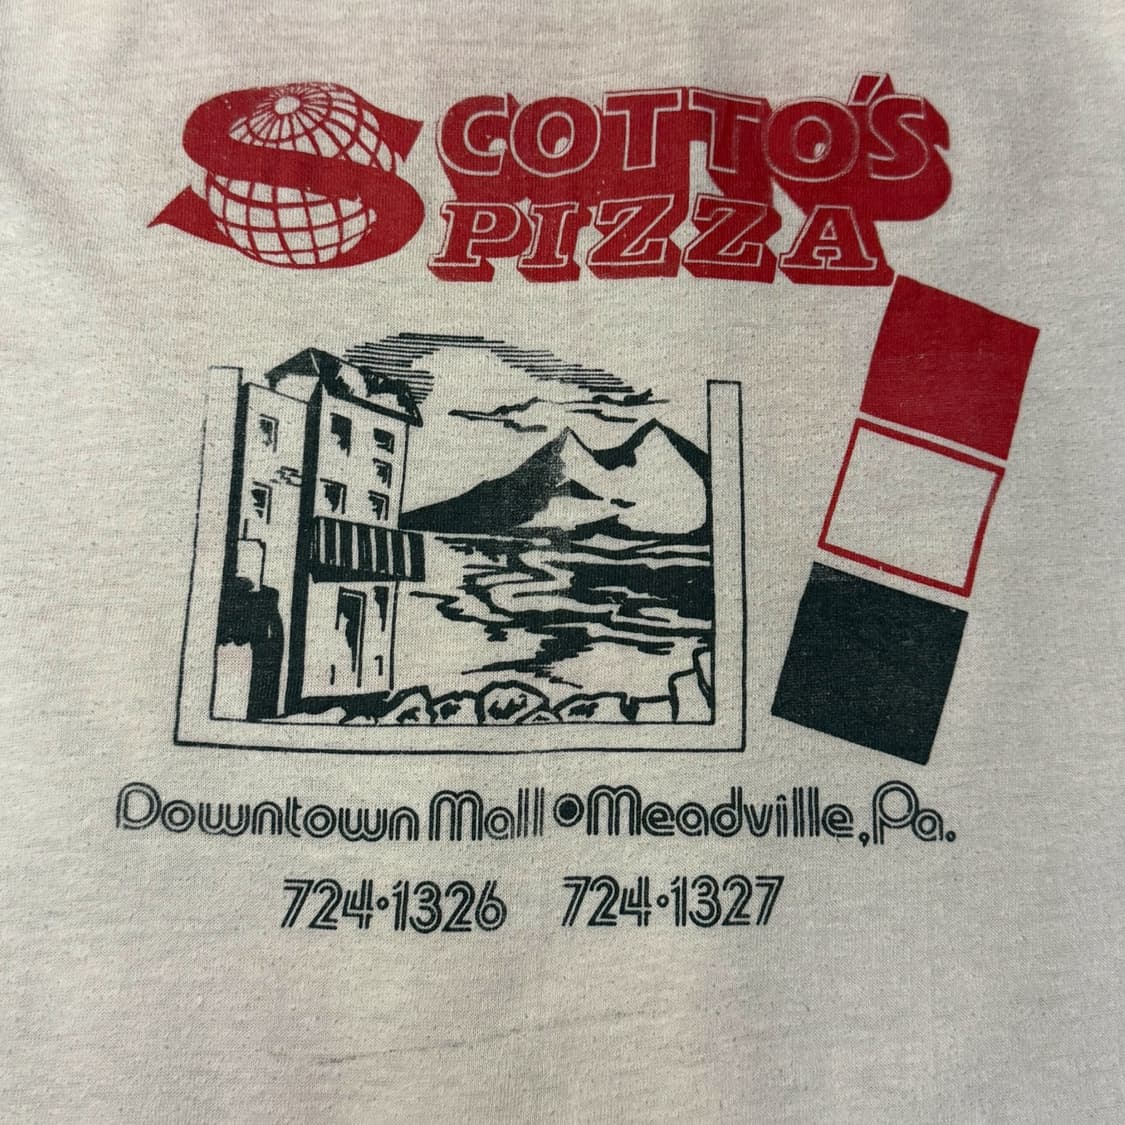 SCOTTO'S
PIZZA
Downtown Mall•Meadville, Pa.
724•1326 724•1327